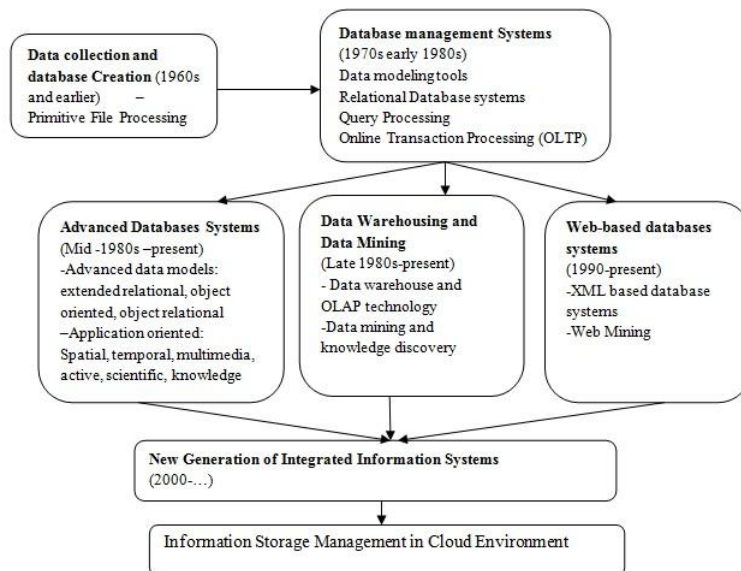 Data collection and
database Creation (1960s
and earlier) –
Primitive File Processing
Database management Systems
(1970s early 1980s)
Data modeling tools
Relational Database systems
Query Processing
Online Transaction Processing (OLTP)
Advanced Databases Systems
(Mid -1980s –present)
-Advanced data models:
extended relational, object
oriented, object relational
–Application oriented:
Spatial, temporal, multimedia,
active, scientific, knowledge
Data Warehousing and
Data Mining
(Late 1980s-present)
- Data warehouse and
OLAP technology
-Data mining and
knowledge discovery
Web-based databases
systems
(1990-present)
-XML based database
systems
-Web Mining
New Generation of Integrated Information Systems
(2000-…)
Information Storage Management in Cloud Environment